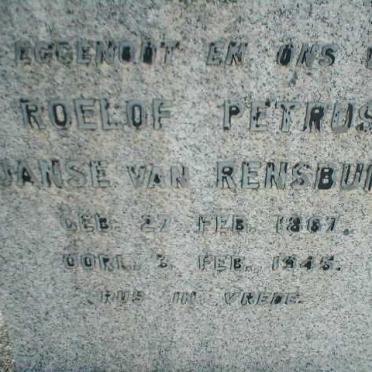 EGGENOOT EN ONS
ROELOF PETRUS
JANSE VAN RENSBUR
GEB. 27 FEB. 1867.
OORL. 3. FEB. 1945.
RUS IN VREDE.